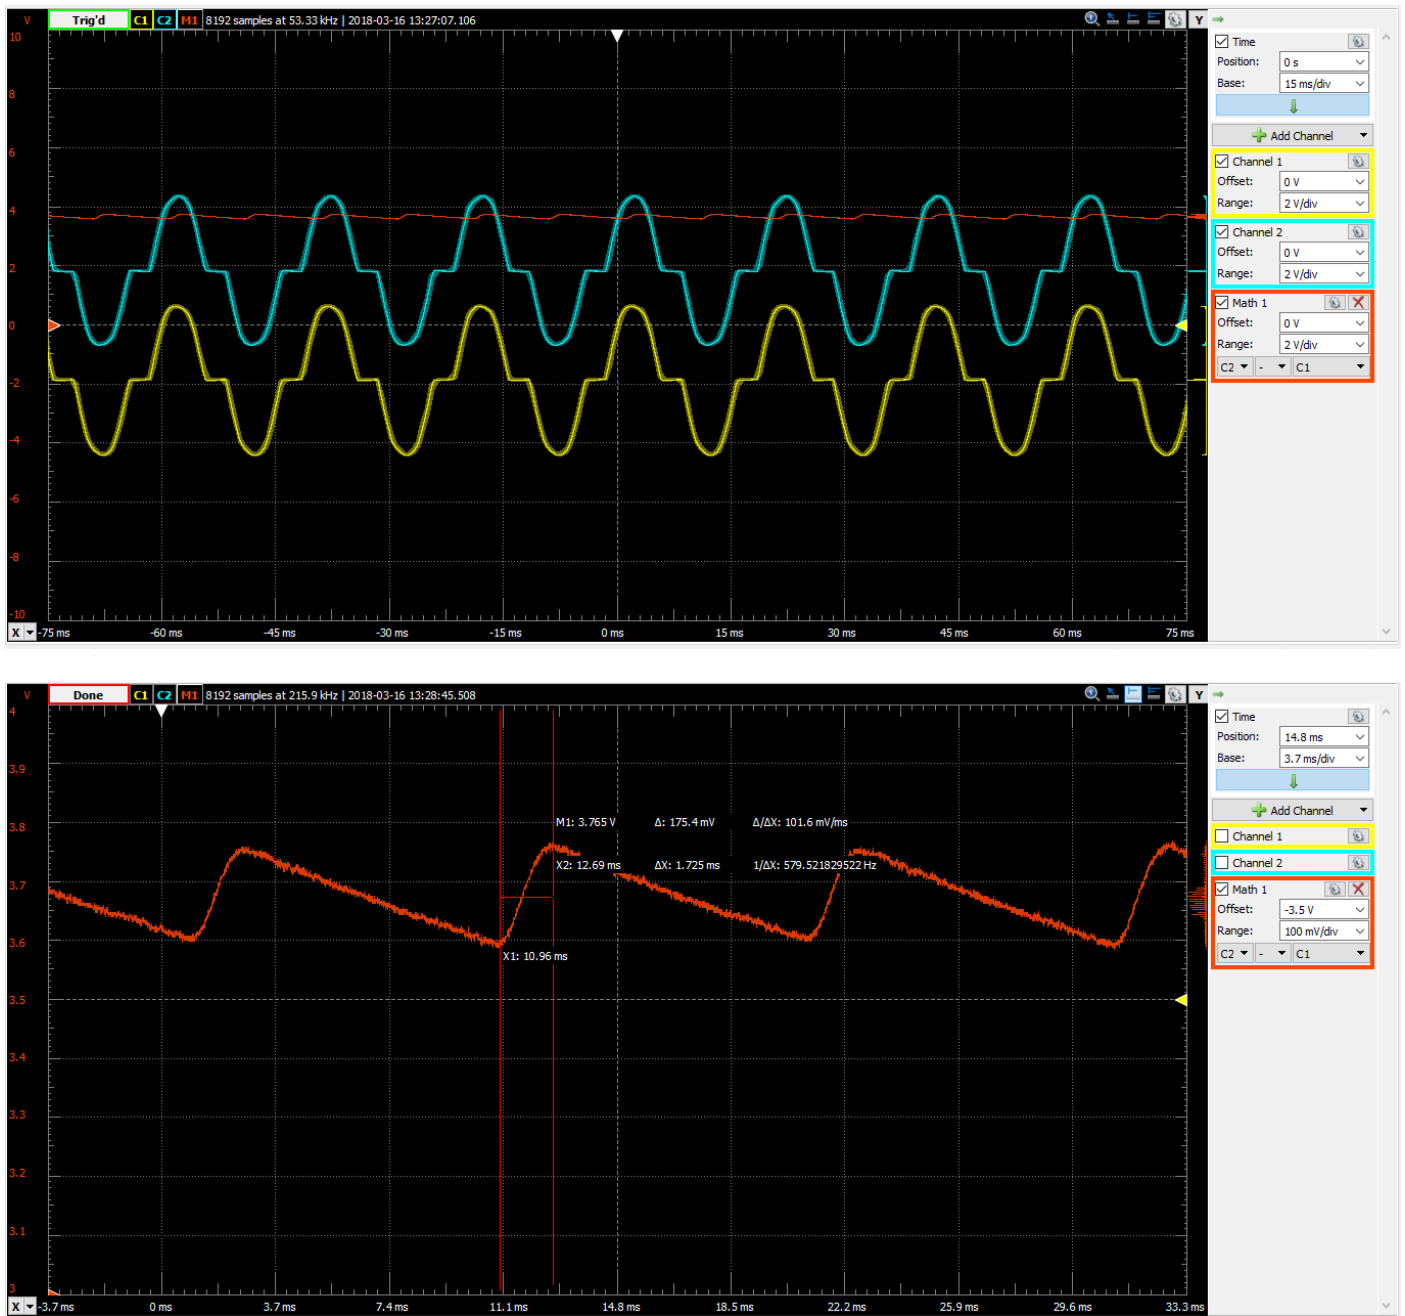 V Trig'd C1 C2 M1 8192 samples at 53.33 kHz | 2018-03-16 13:27:07.106 Y
10
8
6
4
2
0
-2
-4
-6
-8
-10
X -75 ms -60 ms -45 ms -30 ms -15 ms 0 ms 15 ms 30 ms 45 ms 60 ms 75 ms
Time
Position: 0 s
Base: 15 ms/div
Add Channel
Channel 1
Offset: 0 V
Range: 2 V/div
Channel 2
Offset: 0 V
Range: 2 V/div
Math 1
Offset: 0 V
Range: 2 V/div
C2 - C1
V Done C1 C2 M1 8192 samples at 215.9 kHz | 2018-03-16 13:28:45.508 Y
4
3.9
3.8
3.7
3.6
3.5
3.4
3.3
3.2
3.1
3
M1: 3.765 V Δ: 175.4 mV Δ/ΔX: 101.6 mV/ms
X2: 12.69 ms ΔX: 1.725 ms 1/ΔX: 579.521829522 Hz
X1: 10.96 ms
X -3.7 ms 0 ms 3.7 ms 7.4 ms 11.1 ms 14.8 ms 18.5 ms 22.2 ms 25.9 ms 29.6 ms 33.3 ms
Time
Position: 14.8 ms
Base: 3.7 ms/div
Add Channel
Channel 1
Channel 2
Math 1
Offset: -3.5 V
Range: 100 mV/div
C2 - C1